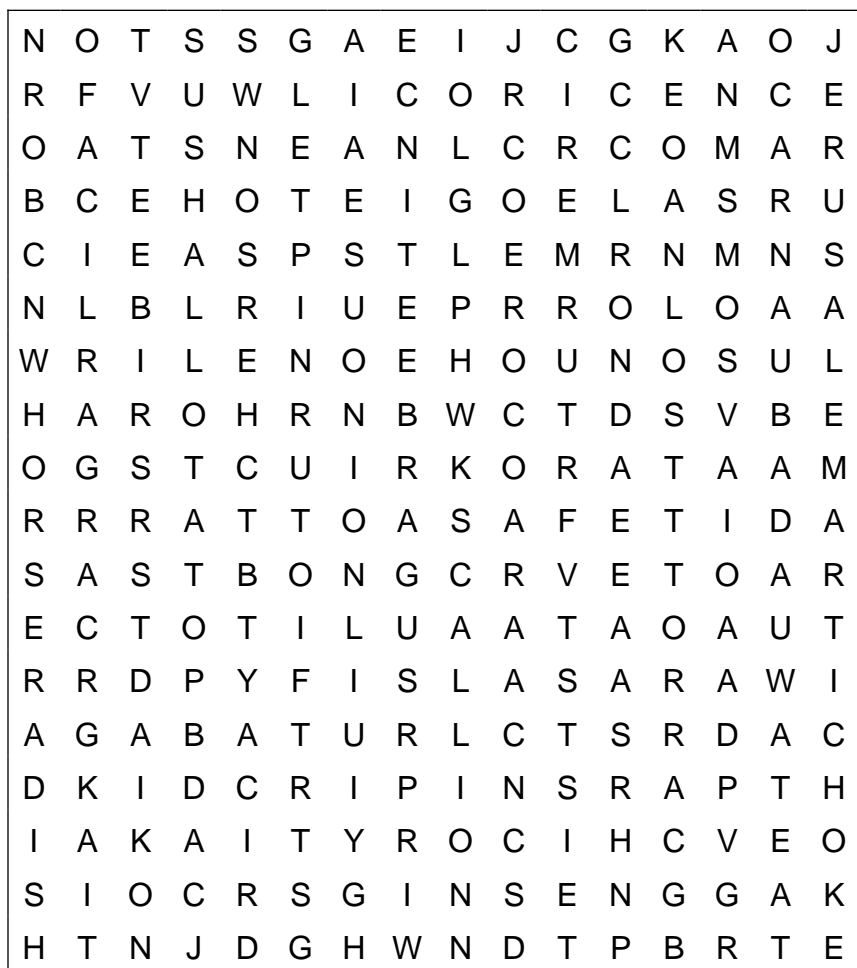 N O T S S G A E I J C G K A O J
R F V U W L I C O R I C E N C E
O A T S N E A N L C R C O M A R
B C E H O T E I G O E L A S R U
C I E A S P S T L E M R N M N S
N L B L R I U E P R R O L O A A
W R I L E N O E H O U N O S U L
H A R O H R N B W C T D S V B E
O G S T C U I R K O R A T A A M
R R R A T T O A S A F E T I D A
S A S T B O N G C R V E T O A R
E C T O T I L U A A T A O A U T
R R D P Y F I S L A S A R A W I
A G A B A T U R L C T S R D A C
D K I D C R I P I N S R A P T H
I A K A I T Y R O C I H C V E O
S I O C R S G I N S E N G G A K
H T N J D G H W N D T P B R T E